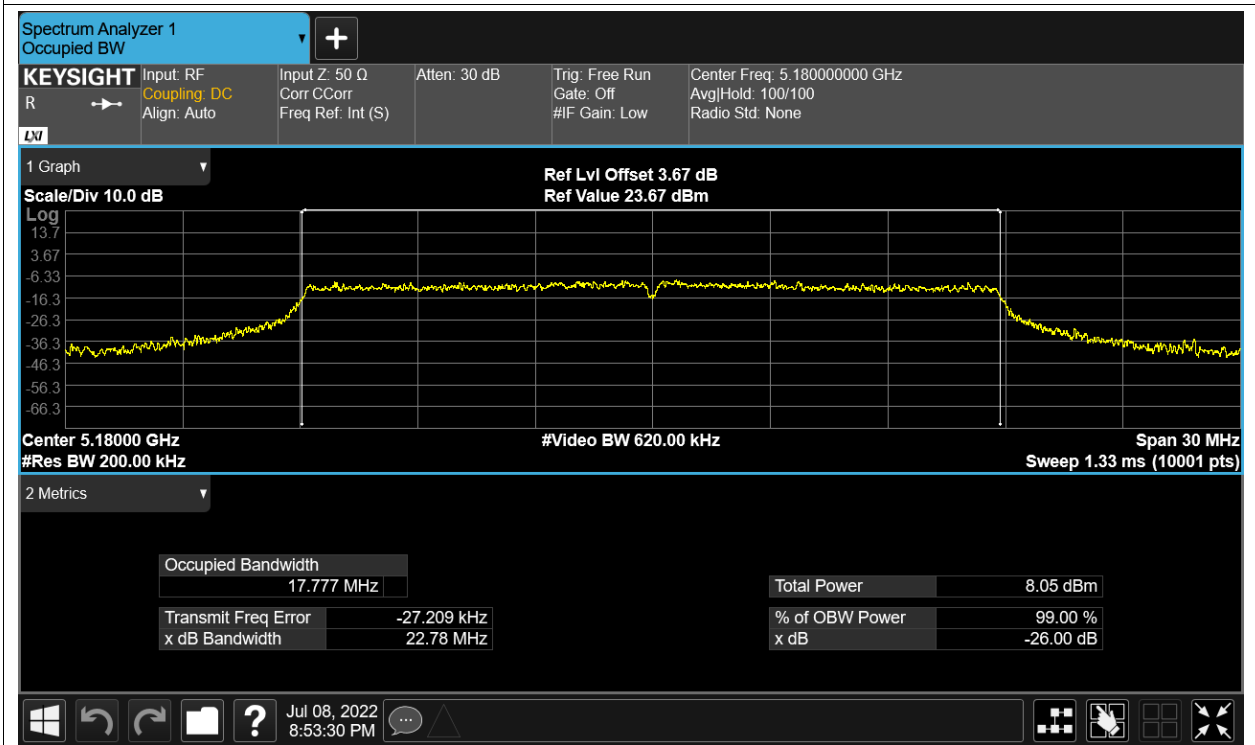 Spectrum Analyzer 1
Occupied BW
KEYSIGHT
R
LXI
Input: RF
Coupling: DC
Align: Auto
Input Z: 50 Ω
Corr CCorr
Freq Ref: Int (S)
Atten: 30 dB
Trig: Free Run
Gate: Off
#IF Gain: Low
Center Freq: 5.180000000 GHz
Avg|Hold: 100/100
Radio Std: None
1 Graph
Scale/Div 10.0 dB
Ref Lvl Offset 3.67 dB
Ref Value 23.67 dBm
Log
13.7
3.67
-6.33
-16.3
-26.3
-36.3
-46.3
-56.3
-66.3
Center 5.18000 GHz
#Video BW 620.00 kHz
Span 30 MHz
#Res BW 200.00 kHz
Sweep 1.33 ms (10001 pts)
2 Metrics
Occupied Bandwidth
17.777 MHz
Total Power 8.05 dBm
Transmit Freq Error -27.209 kHz
% of OBW Power 99.00 %
x dB Bandwidth 22.78 MHz
x dB -26.00 dB
?
Jul 08, 2022
8:53:30 PM